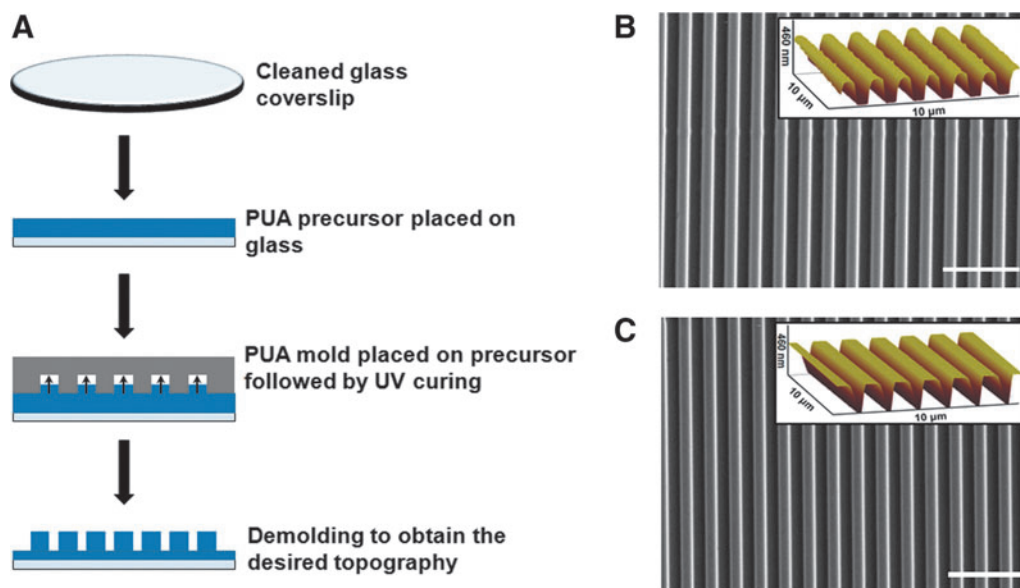 A
Cleaned glass
coverslip
PUA precursor placed on
glass
PUA mold placed on precursor
followed by UV curing
Demolding to obtain the
desired topography
B
460 nm
10 µm
10 µm
C
460 nm
10 µm
10 µm